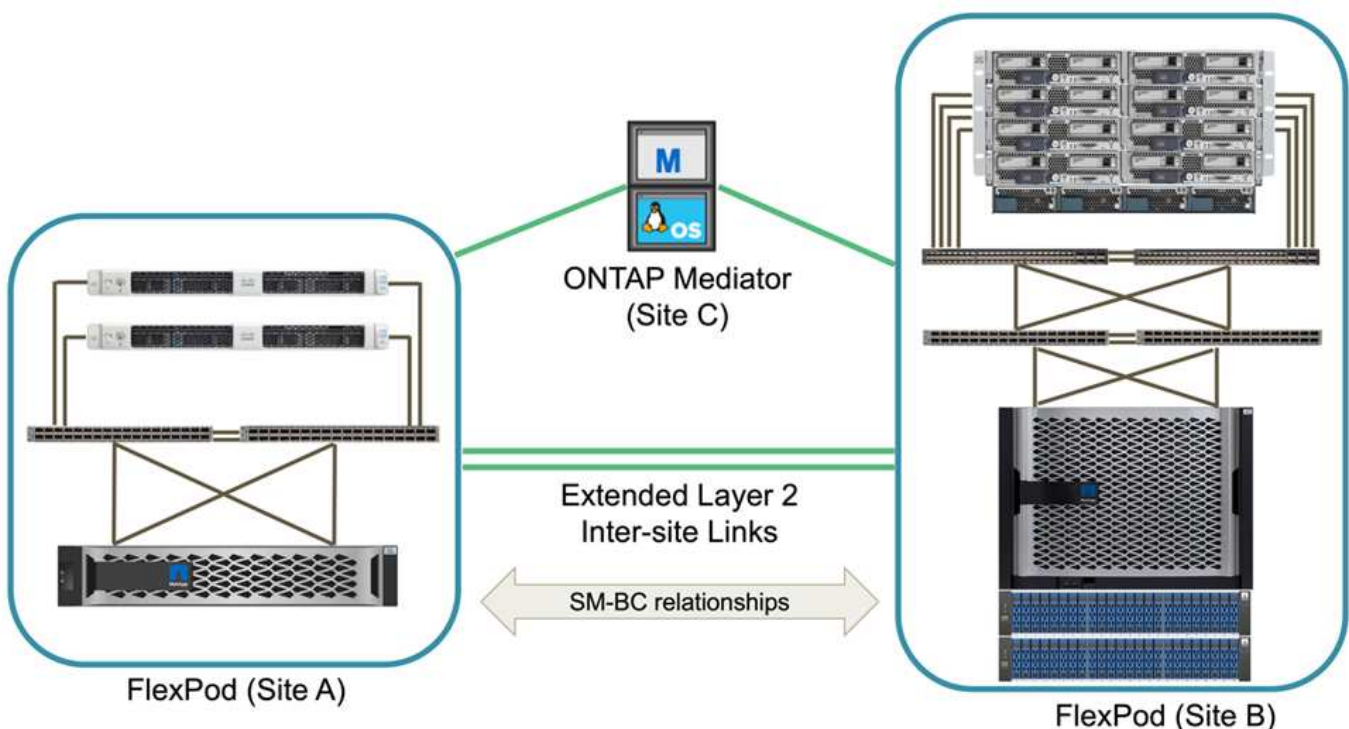 M
OS
ONTAP Mediator
(Site C)
Extended Layer 2
Inter-site Links
SM-BC relationships
FlexPod (Site A)
FlexPod (Site B)